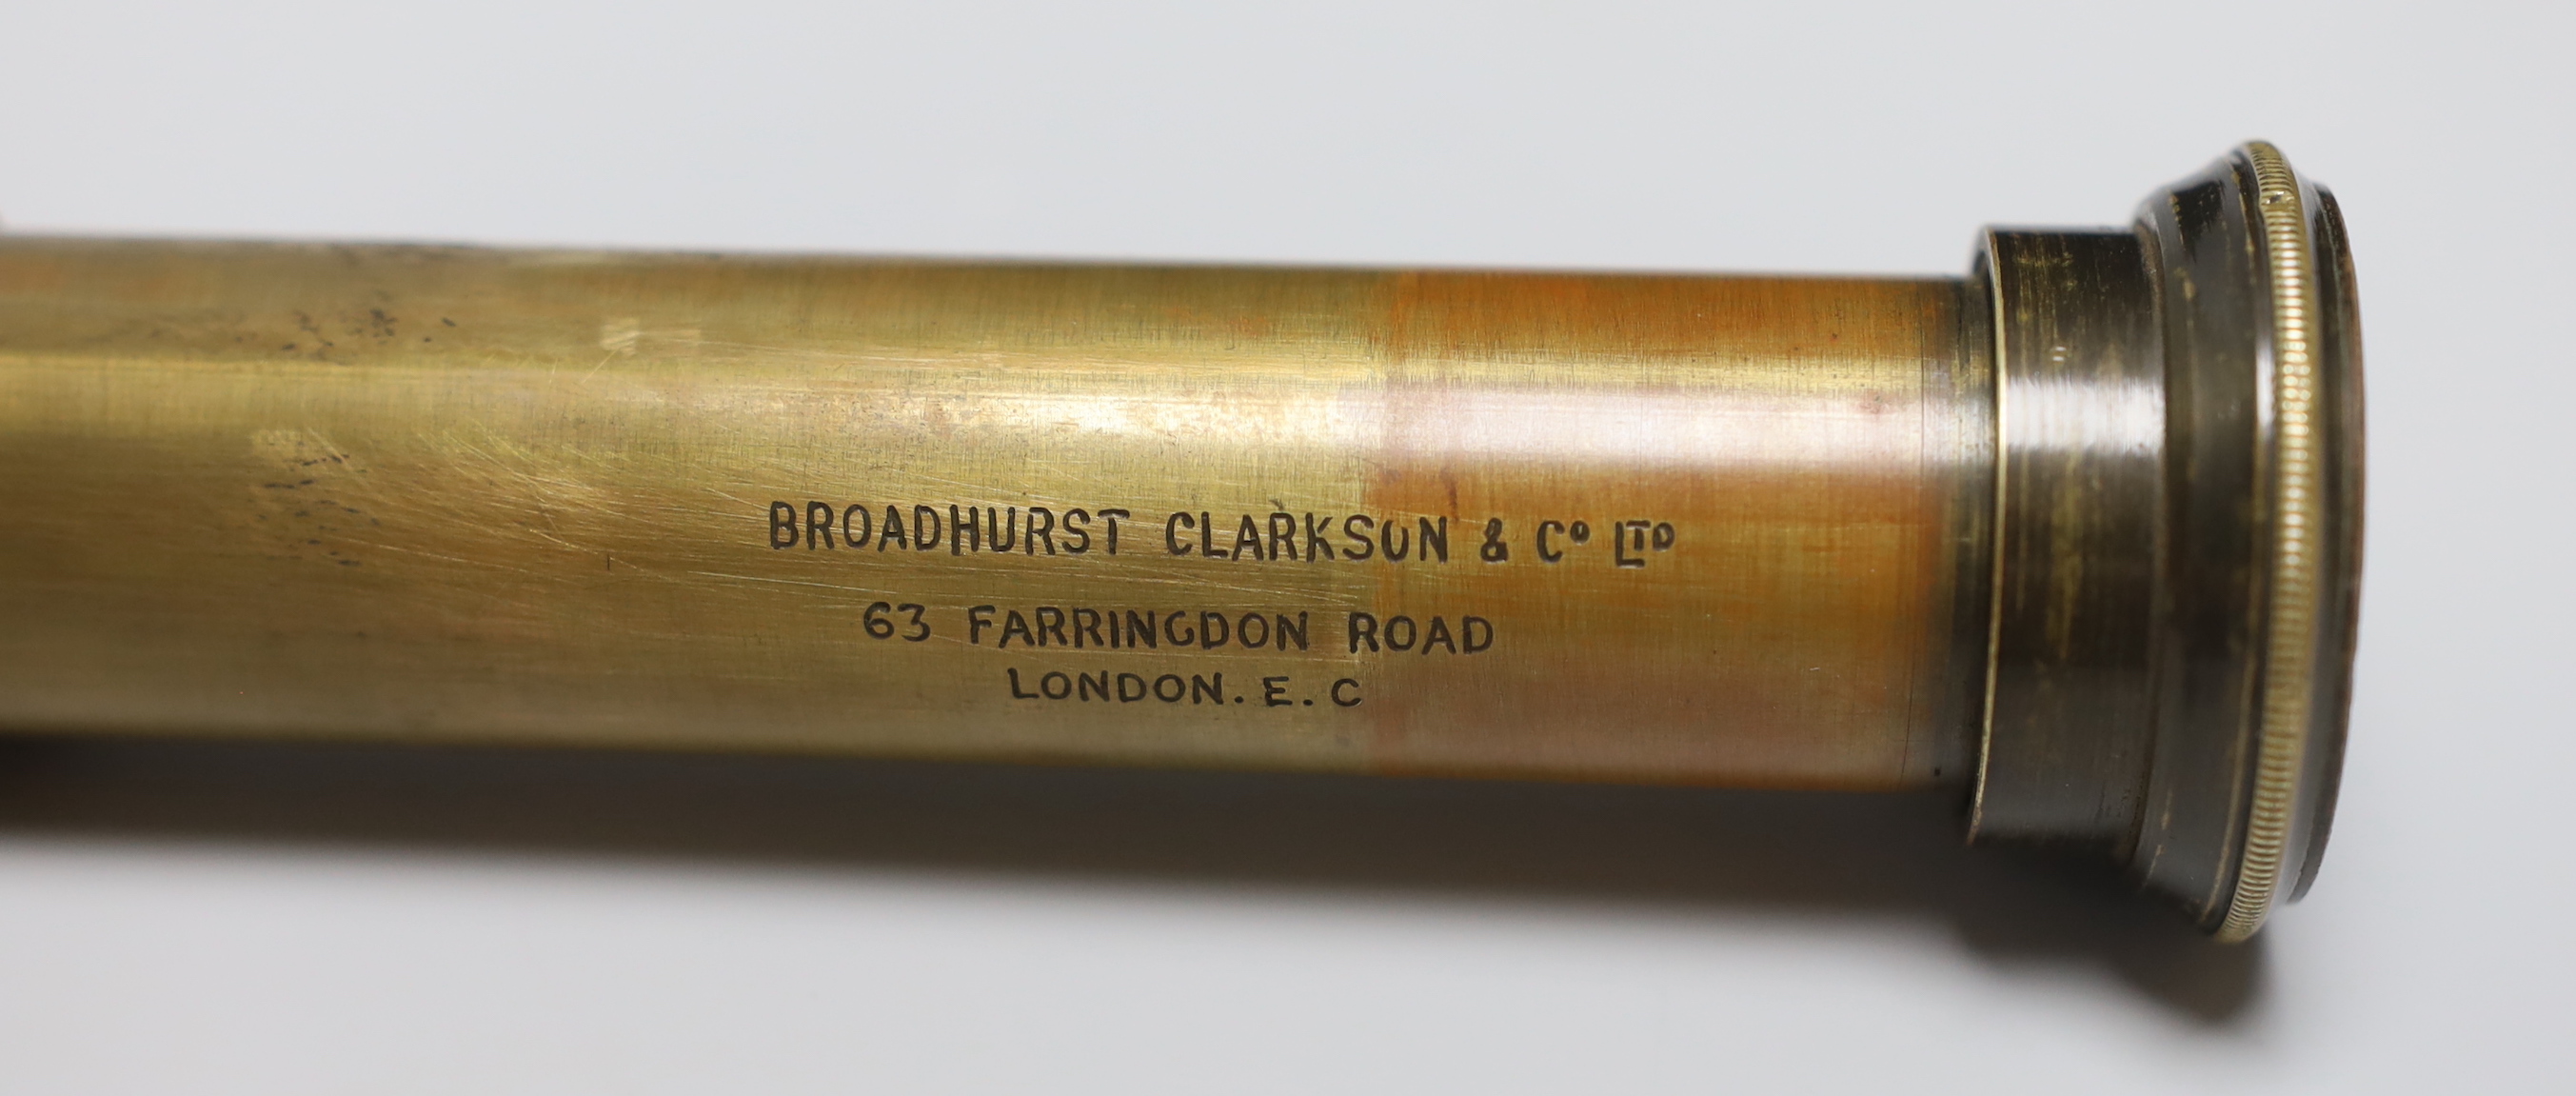 BROADHURST CLARKSON & Cº LTD
63 FARRINGDON ROAD
LONDON. E. C